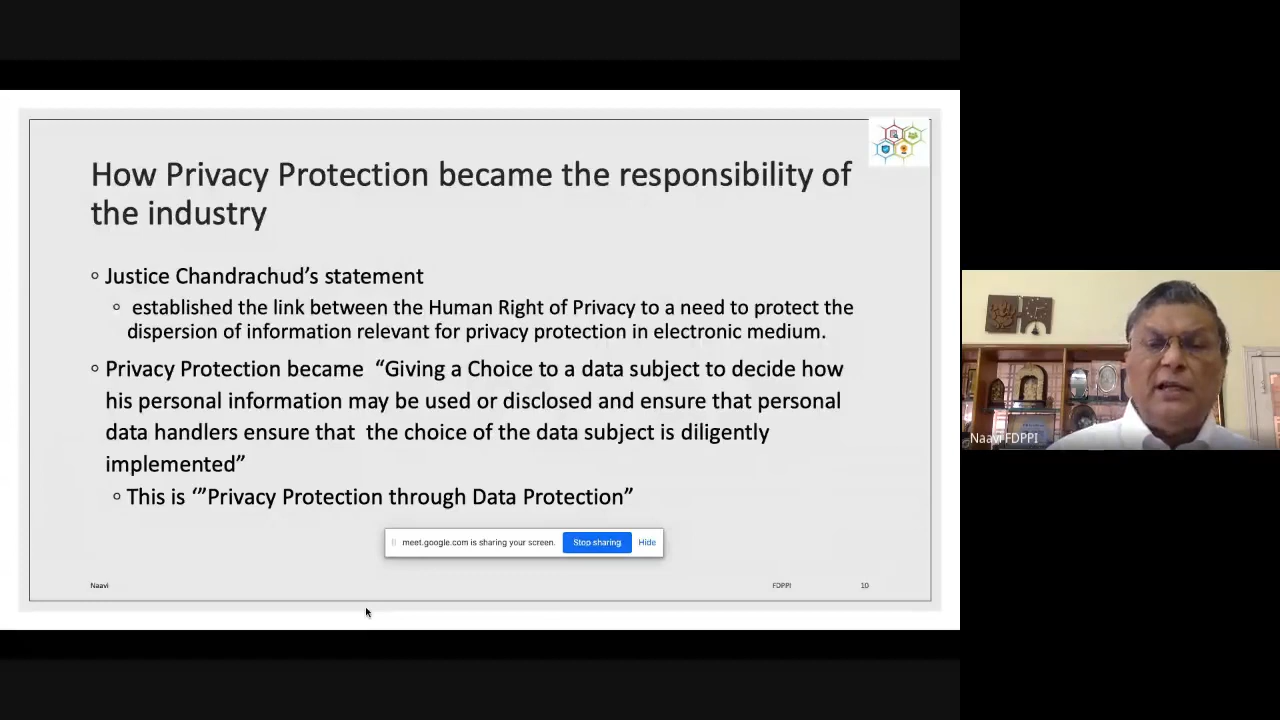 How Privacy Protection became the responsibility of
the industry
◦ Justice Chandrachud’s statement
◦ established the link between the Human Right of Privacy to a need to protect the
dispersion of information relevant for privacy protection in electronic medium.
◦ Privacy Protection became “Giving a Choice to a data subject to decide how
his personal information may be used or disclosed and ensure that personal
data handlers ensure that the choice of the data subject is diligently
implemented”
◦ This is ‘”Privacy Protection through Data Protection”
meet.google.com is sharing your screen. Stop sharing Hide
Naavi FDPPI 10
Naavi FDPPI